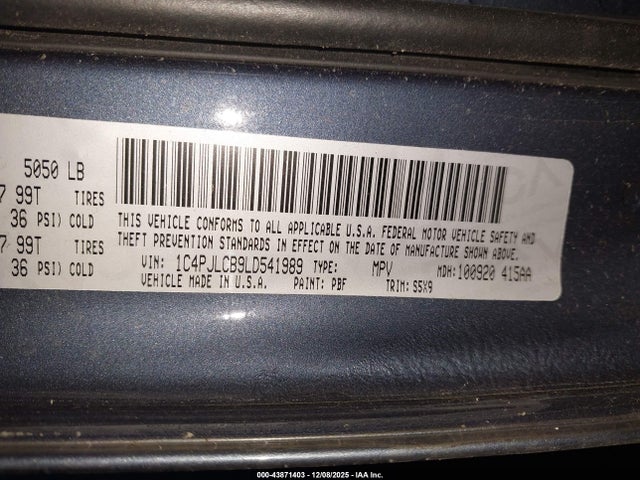 5050 LB
7 99T TIRES
36 PSI) COLD
7 99T TIRES
36 PSI) COLD
THIS VEHICLE CONFORMS TO ALL APPLICABLE U.S.A. FEDERAL MOTOR VEHICLE SAFETY AND
THEFT PREVENTION STANDARDS IN EFFECT ON THE DATE OF MANUFACTURE SHOWN ABOVE.
VIN: 1C4PJLCB9LD541989 TYPE: MPV MDH: 100920 415AA
VEHICLE MADE IN U.S.A. PAINT: PBF TRIM: S5X9
000-43871403 - 12/08/2025 - IAA Inc.